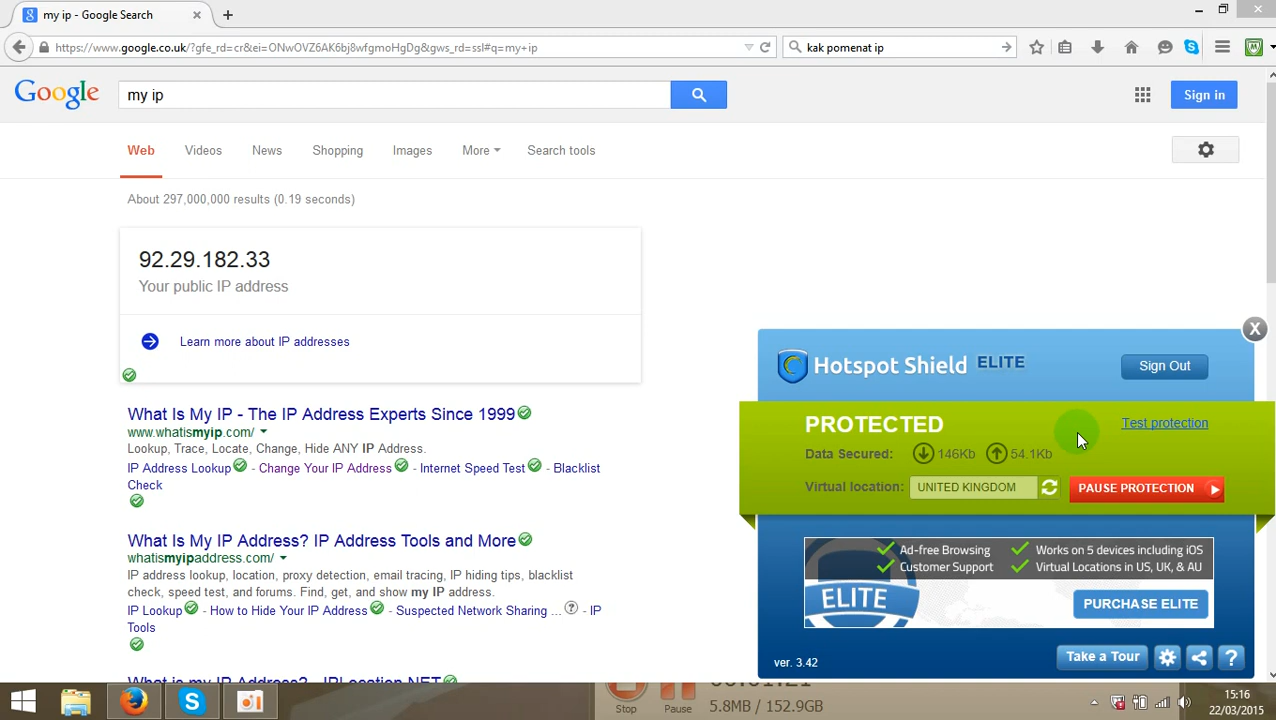 my ip - Google Search
https://www.google.co.uk/?gfe_rd=cr&ei=ONwOVZ6AK6bj8wfgmoHgDg&gws_rd=ssl#q=my+ip
kak pomenat ip
Google
my ip
Sign in
Web Videos News Shopping Images More Search tools
About 297,000,000 results (0.19 seconds)
92.29.182.33
Your public IP address
Learn more about IP addresses
What Is My IP - The IP Address Experts Since 1999
www.whatismyip.com/
Lookup, Trace, Locate, Change, Hide ANY IP Address.
IP Address Lookup - Change Your IP Address - Internet Speed Test - Blacklist
Check
What Is My IP Address? IP Address Tools and More
whatismyipaddress.com/
IP address lookup, location, proxy detection, email tracing, IP hiding tips, blacklist
check, speed test, and forums. Find, get, and show my IP address.
IP Lookup - How to Hide Your IP Address - Suspected Network Sharing ... - IP
Tools
What is my IP Address? - IPLocation.NET
Hotspot Shield ELITE
Sign Out
PROTECTED
Test protection
Data Secured: 146Kb 54.1Kb
Virtual location: UNITED KINGDOM
PAUSE PROTECTION
Ad-free Browsing Works on 5 devices including iOS
Customer Support Virtual Locations in US, UK, & AU
ELITE
PURCHASE ELITE
ver. 3.42
Take a Tour
Stop Pause 5.8MB / 152.9GB
15:16
22/03/2015